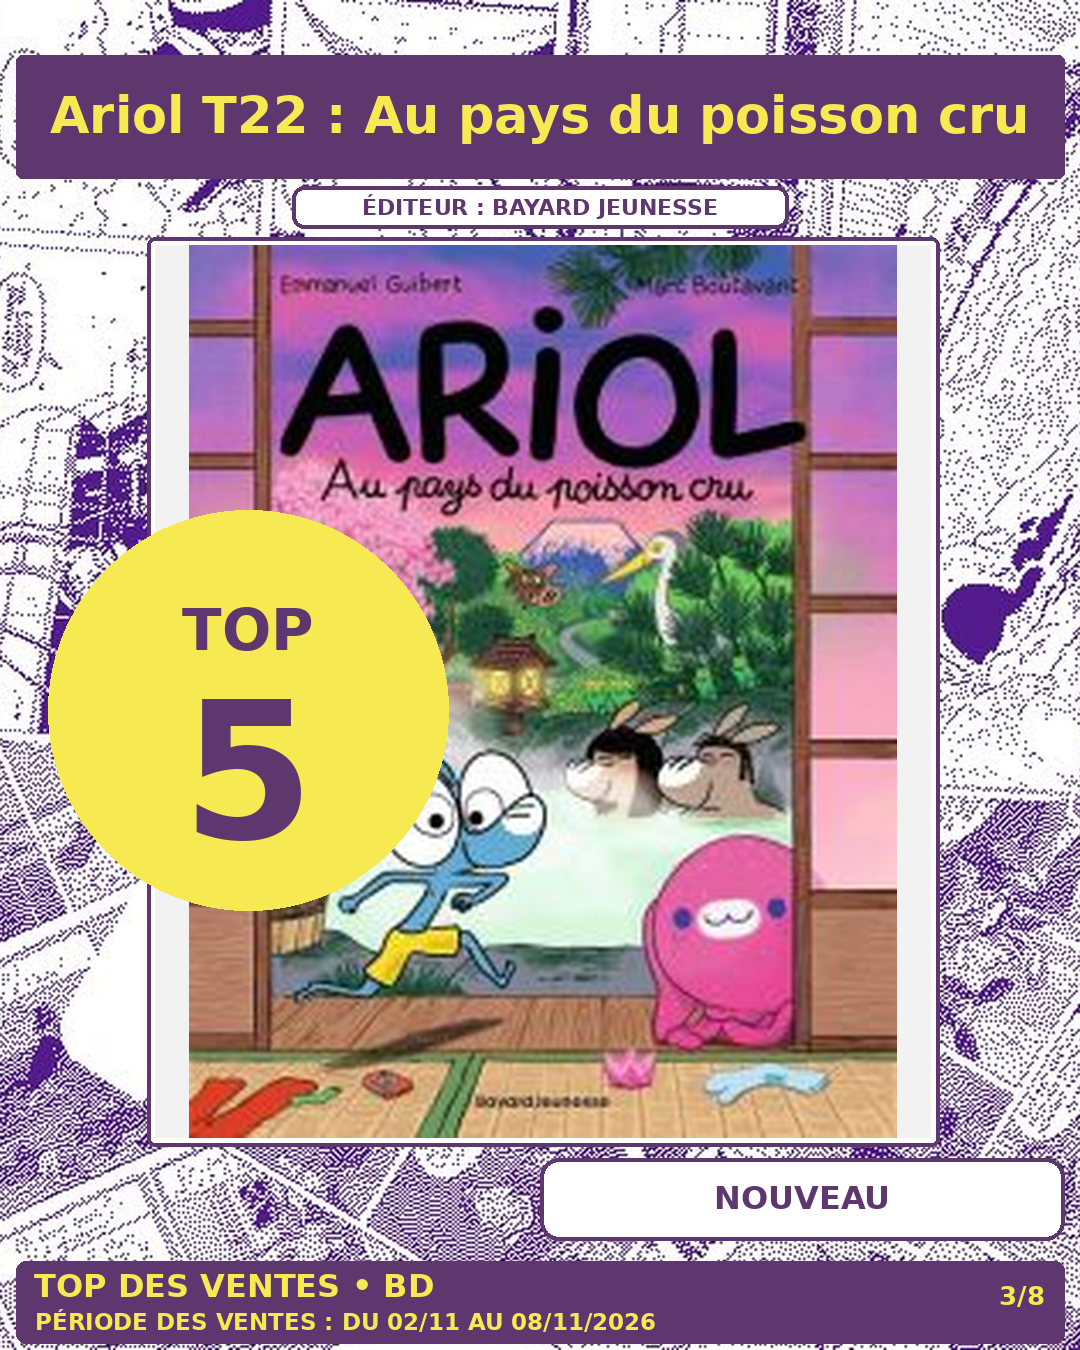 Ariol T22 : Au pays du poisson cru
ÉDITEUR : BAYARD JEUNESSE
Emmanuel Guibert
Marc Boutavant
ARiOL
Au pays du poisson cru
TOP
5
Bayard Jeunesse
NOUVEAU
TOP DES VENTES • BD
3/8
PÉRIODE DES VENTES : DU 02/11 AU 08/11/2026